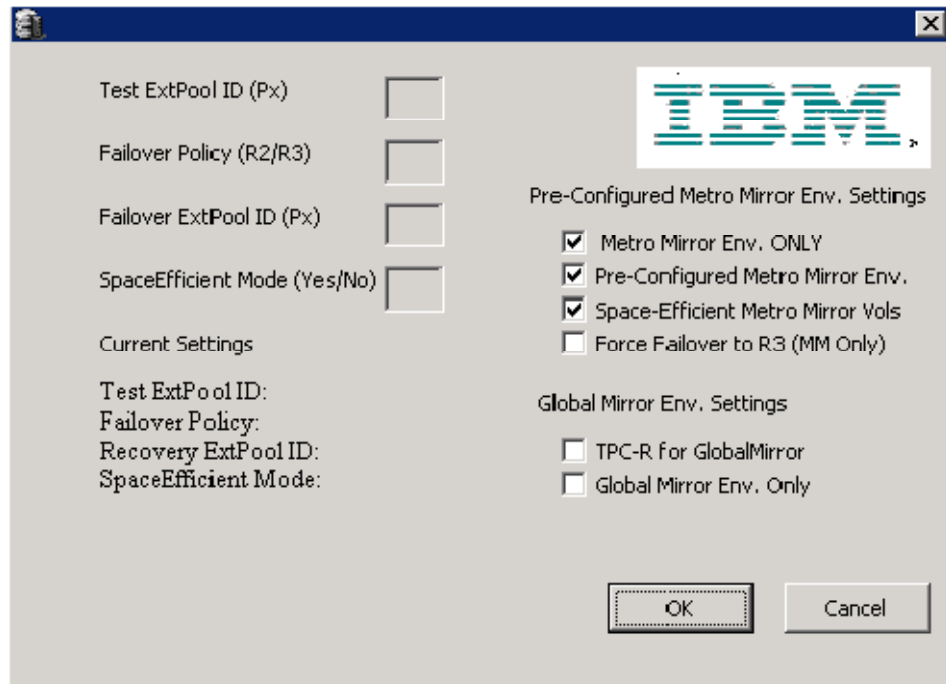 Test ExtPool ID (Px)
Failover Policy (R2/R3)
Failover ExtPool ID (Px)
SpaceEfficient Mode (Yes/No)
Current Settings
Test ExtPool ID:
Failover Policy:
Recovery ExtPool ID:
SpaceEfficient Mode:
IBM
Pre-Configured Metro Mirror Env. Settings
Metro Mirror Env. ONLY
Pre-Configured Metro Mirror Env.
Space-Efficient Metro Mirror Vols
Force Failover to R3 (MM Only)
Global Mirror Env. Settings
TPC-R for GlobalMirror
Global Mirror Env. Only
OK
Cancel